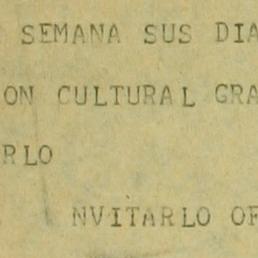 SEMANA SUS DIA
ON CULTURAL GRA
RLO
NVITARLO OF